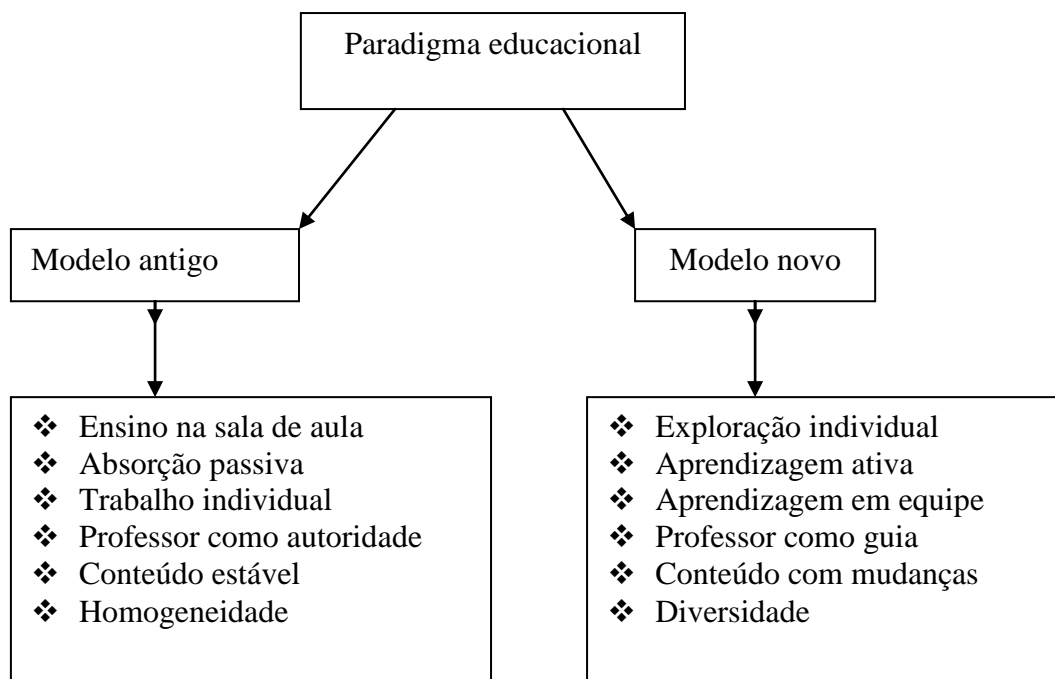 Paradigma educacional
Modelo antigo
Modelo novo
❖ Ensino na sala de aula
❖ Absorção passiva
❖ Trabalho individual
❖ Professor como autoridade
❖ Conteúdo estável
❖ Homogeneidade
❖ Exploração individual
❖ Aprendizagem ativa
❖ Aprendizagem em equipe
❖ Professor como guia
❖ Conteúdo com mudanças
❖ Diversidade